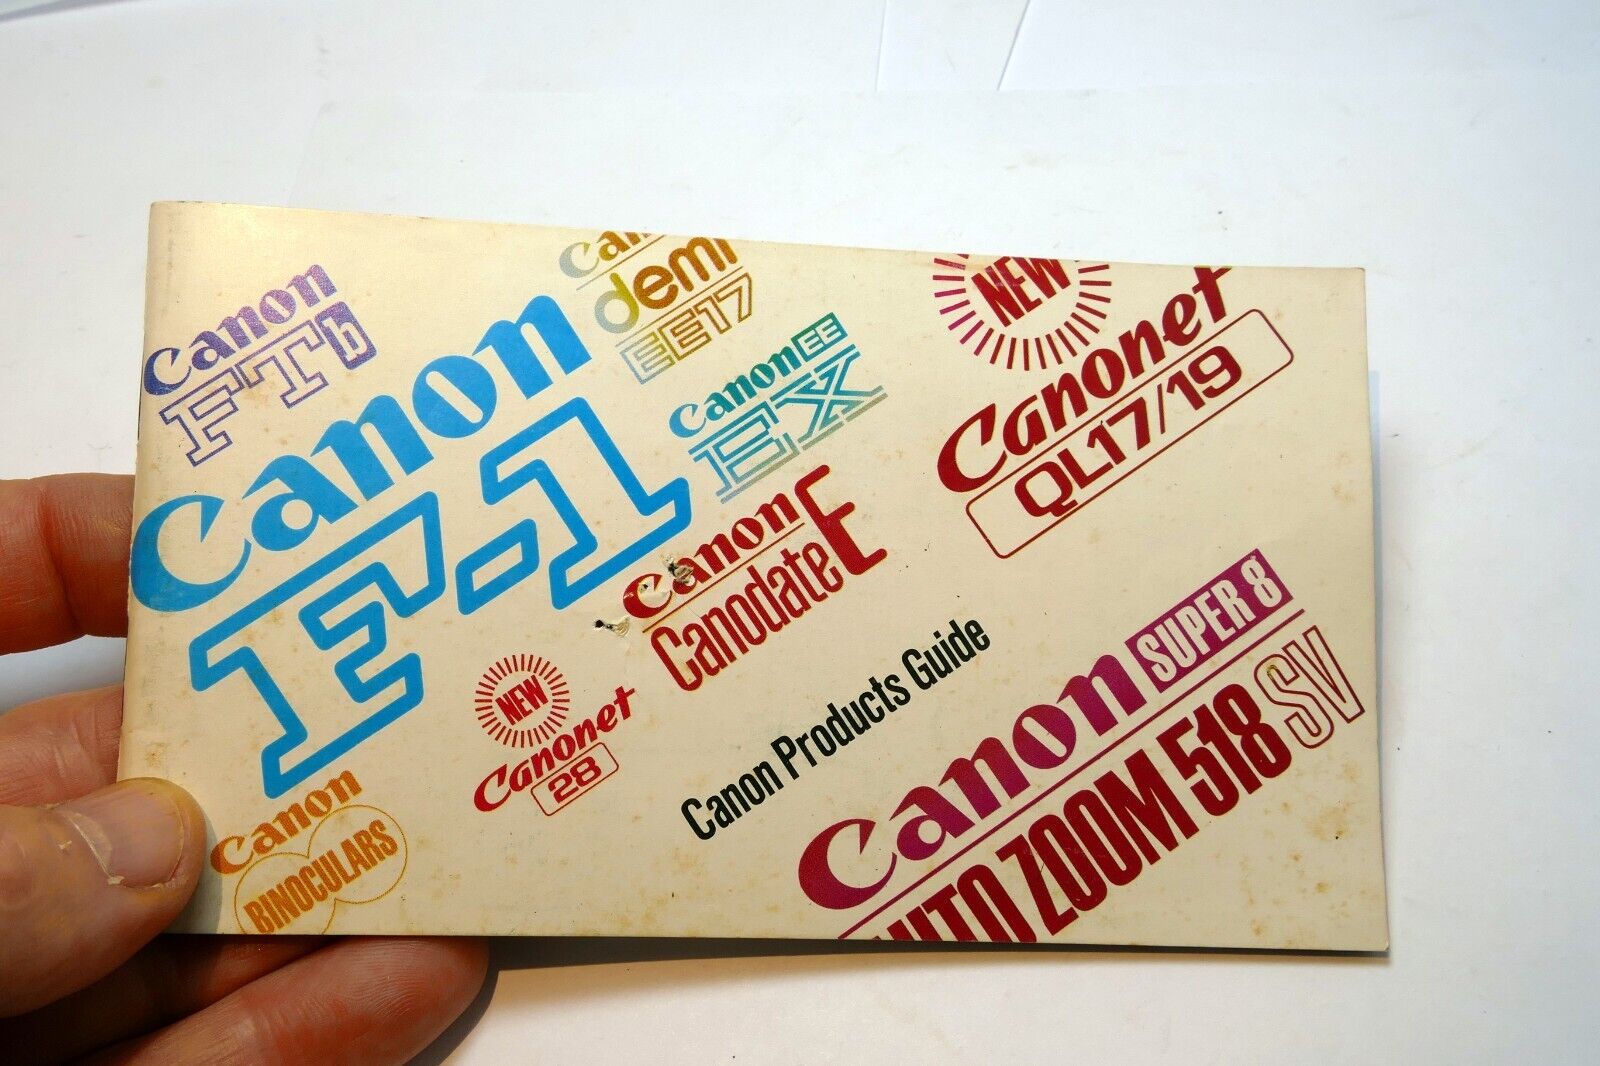 Canon
FTb
Canon
F-1
Canon
demi
EE17
Canon EE
EX
NEW
Canonet
QL17/19
Canon
Canodate E
NEW
Canonet
28
Canon Products Guide
Canon SUPER 8
AUTO ZOOM 518 SV
Canon
BINOCULARS